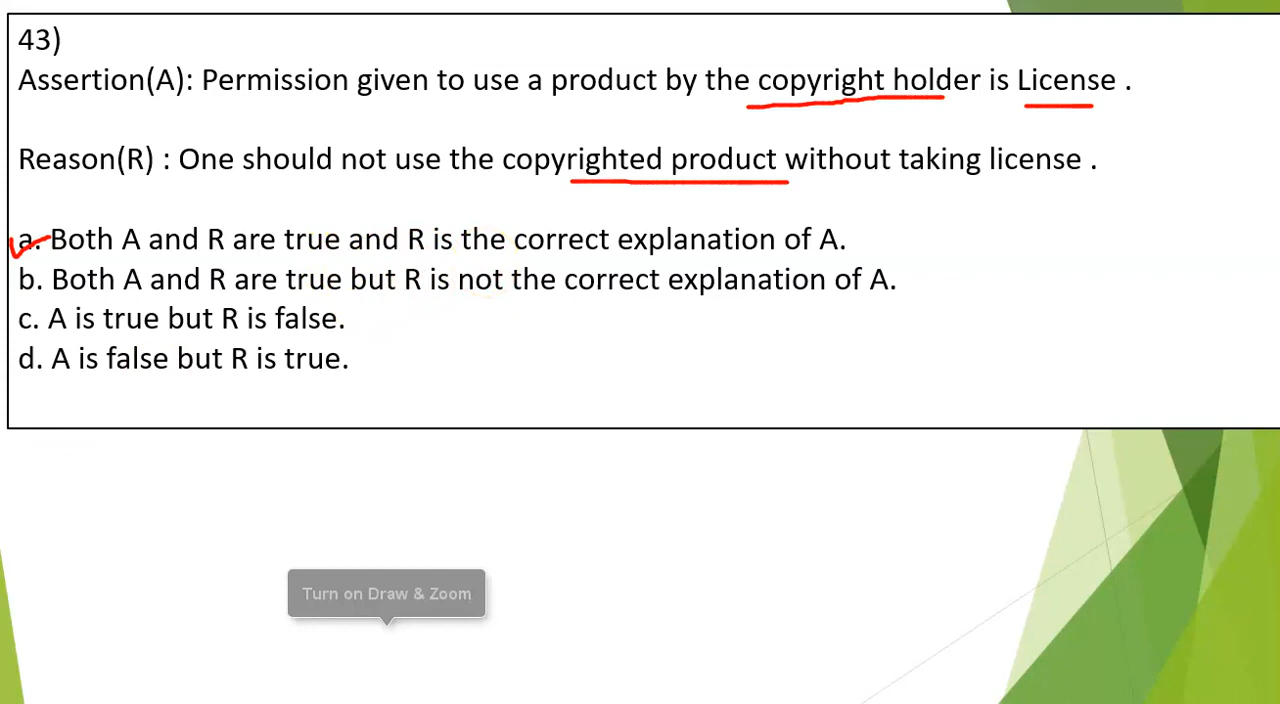 43)
Assertion(A): Permission given to use a product by the copyright holder is License .
Reason(R) : One should not use the copyrighted product without taking license .
a. Both A and R are true and R is the correct explanation of A.
b. Both A and R are true but R is not the correct explanation of A.
c. A is true but R is false.
d. A is false but R is true.
Turn on Draw & Zoom